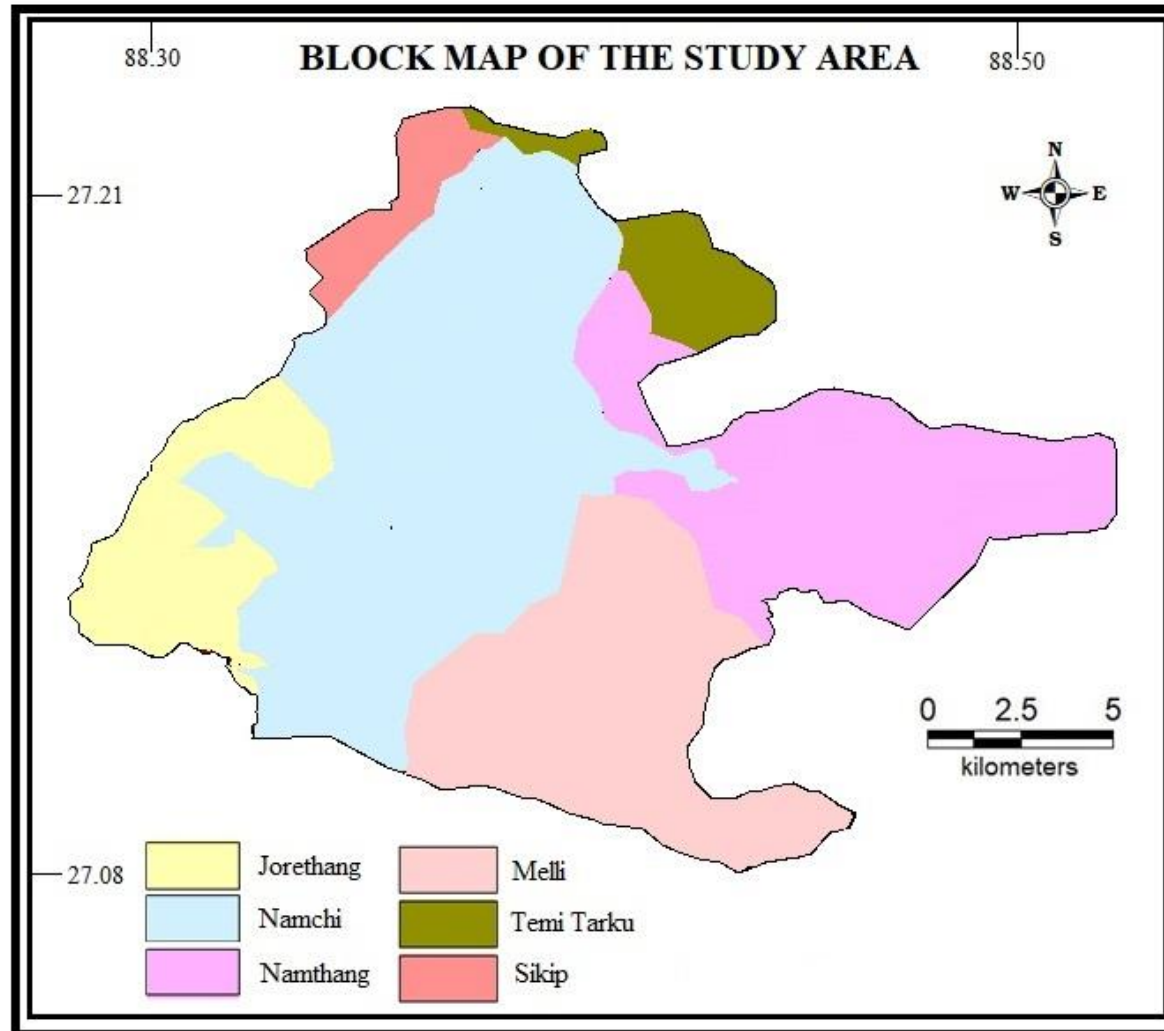 88.30
BLOCK MAP OF THE STUDY AREA
88.50
N
W E
S
27.21
0 2.5 5
kilometers
27.08
Jorethang
Melli
Namchi
Temi Tarku
Namthang
Sikip